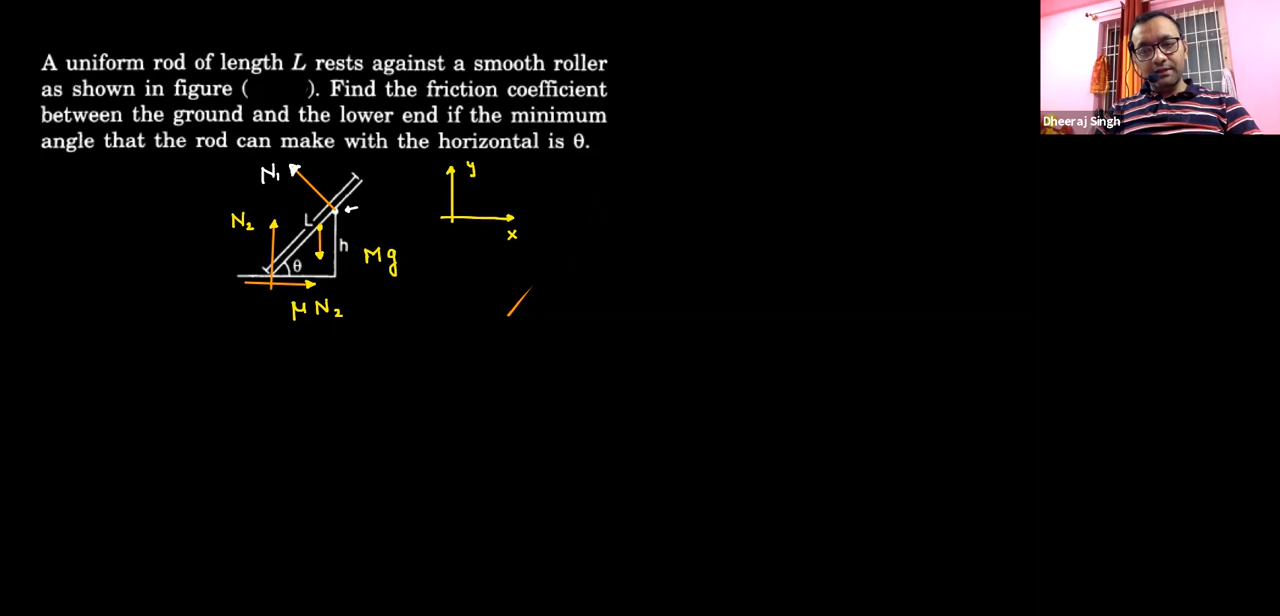 A uniform rod of length L rests against a smooth roller
as shown in figure ( ). Find the friction coefficient
between the ground and the lower end if the minimum
angle that the rod can make with the horizontal is θ.
Dheeraj Singh
N₁
y
L
N₂
x
h
Mg
θ
μN₂